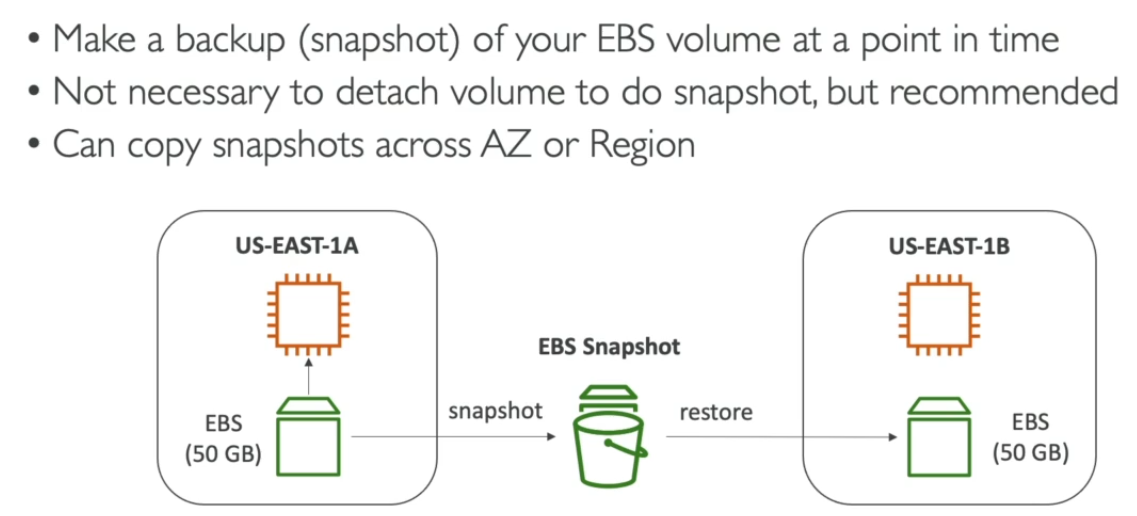 • Make a backup (snapshot) of your EBS volume at a point in time
• Not necessary to detach volume to do snapshot, but recommended
• Can copy snapshots across AZ or Region
US-EAST-1A
US-EAST-1B
EBS Snapshot
snapshot
restore
EBS
(50 GB)
EBS
(50 GB)